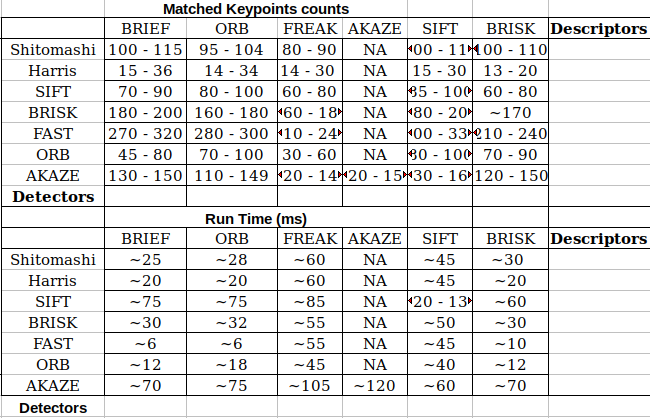 Matched Keypoints counts
BRIEF ORB FREAK AKAZE SIFT BRISK Descriptors
Shitomashi 100 - 115 95 - 104 80 - 90 NA 00 - 11 100 - 110
Harris 15 - 36 14 - 34 14 - 30 NA 15 - 30 13 - 20
SIFT 70 - 90 80 - 100 60 - 80 NA 85 - 100 60 - 80
BRISK 180 - 200 160 - 180 60 - 18 NA 80 - 20 ~170
FAST 270 - 320 280 - 300 10 - 24 NA 00 - 33 210 - 240
ORB 45 - 80 70 - 100 30 - 60 NA 80 - 100 70 - 90
AKAZE 130 - 150 110 - 149 20 - 14 20 - 15 30 - 16 120 - 150
Detectors
Run Time (ms)
BRIEF ORB FREAK AKAZE SIFT BRISK Descriptors
Shitomashi ~25 ~28 ~60 NA ~45 ~30
Harris ~20 ~20 ~60 NA ~45 ~20
SIFT ~75 ~75 ~85 NA 20 - 13 ~60
BRISK ~30 ~32 ~55 NA ~50 ~30
FAST ~6 ~6 ~55 NA ~45 ~10
ORB ~12 ~18 ~45 NA ~40 ~12
AKAZE ~70 ~75 ~105 ~120 ~60 ~70
Detectors